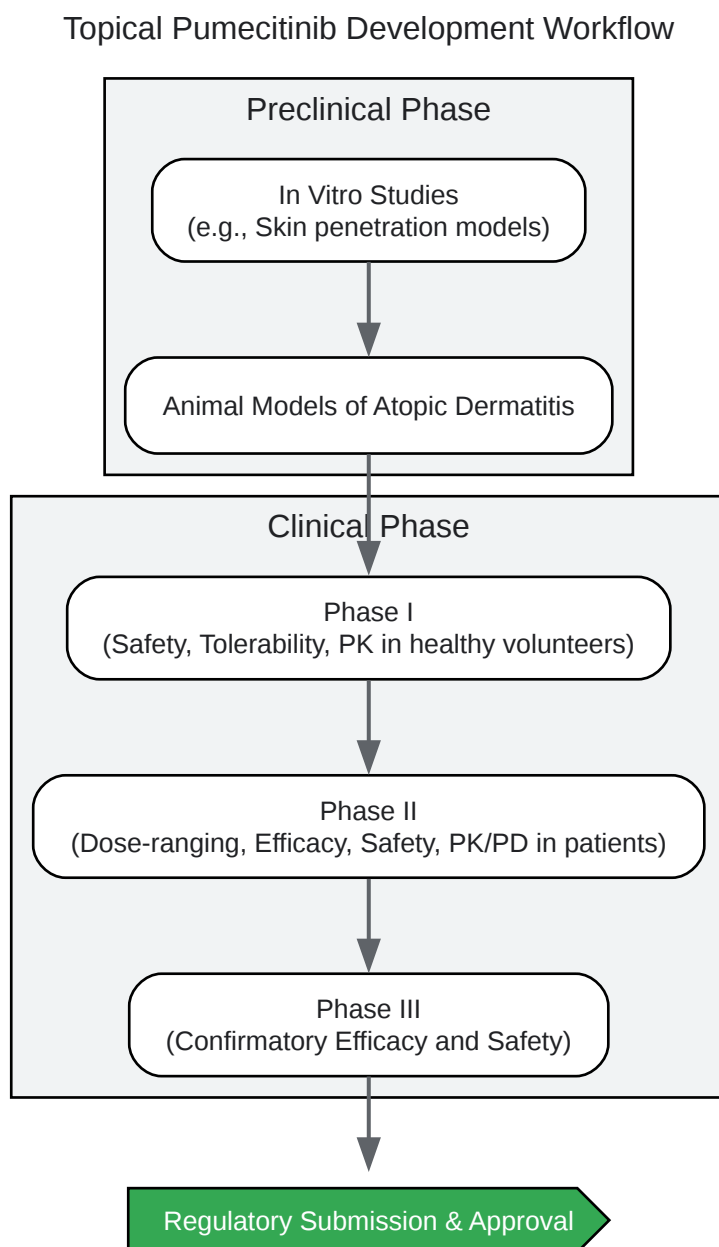 Topical Pumecitinib Development Workflow
Preclinical Phase
In Vitro Studies
(e.g., Skin penetration models)
Animal Models of Atopic Dermatitis
Clinical Phase
Phase I
(Safety, Tolerability, PK in healthy volunteers)
Phase II
(Dose-ranging, Efficacy, Safety, PK/PD in patients)
Phase III
(Confirmatory Efficacy and Safety)
Regulatory Submission & Approval